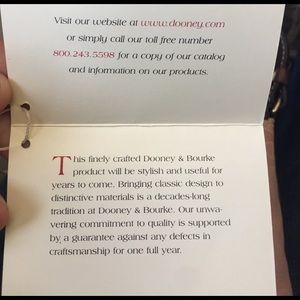 Visit our website at www.dooney.com
or simply call our toll free number
800.243.5598 for a copy of our catalog
and information on our products.
This finely crafted Dooney & Bourke
product will be stylish and useful for
years to come. Bringing classic design to
distinctive materials is a decades-long
tradition at Dooney & Bourke. Our unwa-
vering commitment to quality is supported
by a guarantee against any defects in
craftsmanship for one full year.